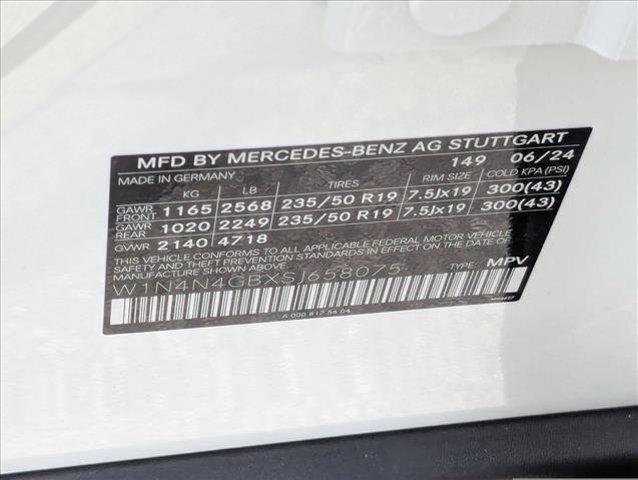 MFD BY MERCEDES-BENZ AG STUTTGART
MADE IN GERMANY 149 06/24
KG LB TIRES RIM SIZE COLD KPA (PSI)
GAWR FRONT 1165 2568 235/50 R19 7.5Jx19 300(43)
GAWR REAR 1020 2249 235/50 R19 7.5Jx19 300(43)
GVWR 2140 4718
THIS VEHICLE CONFORMS TO ALL APPLICABLE FEDERAL MOTOR VEHICLE
SAFETY AND THEFT PREVENTION STANDARDS IN EFFECT ON THE DATE OF
MANUFACTURE SHOWN ABOVE.
W1N4N4GBXSJ658075 TYPE: MPV
A 000 817 54 04